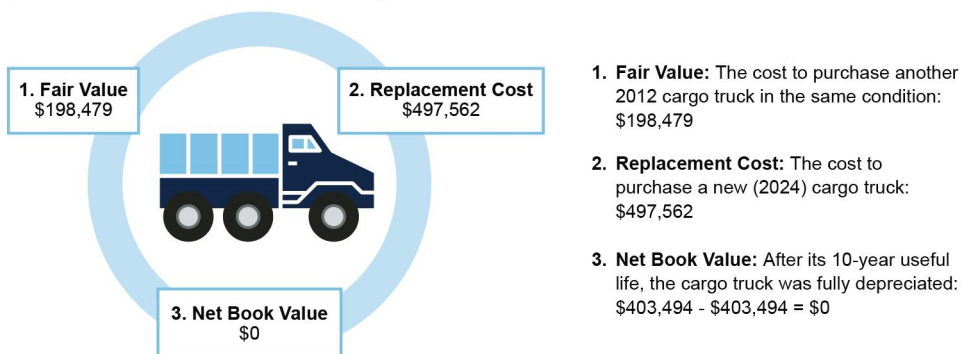 1. Fair Value
$198,479
2. Replacement Cost
$497,562
3. Net Book Value
$0
1. Fair Value: The cost to purchase another
2012 cargo truck in the same condition:
$198,479
2. Replacement Cost: The cost to
purchase a new (2024) cargo truck:
$497,562
3. Net Book Value: After its 10-year useful
life, the cargo truck was fully depreciated:
$403,494 - $403,494 = $0